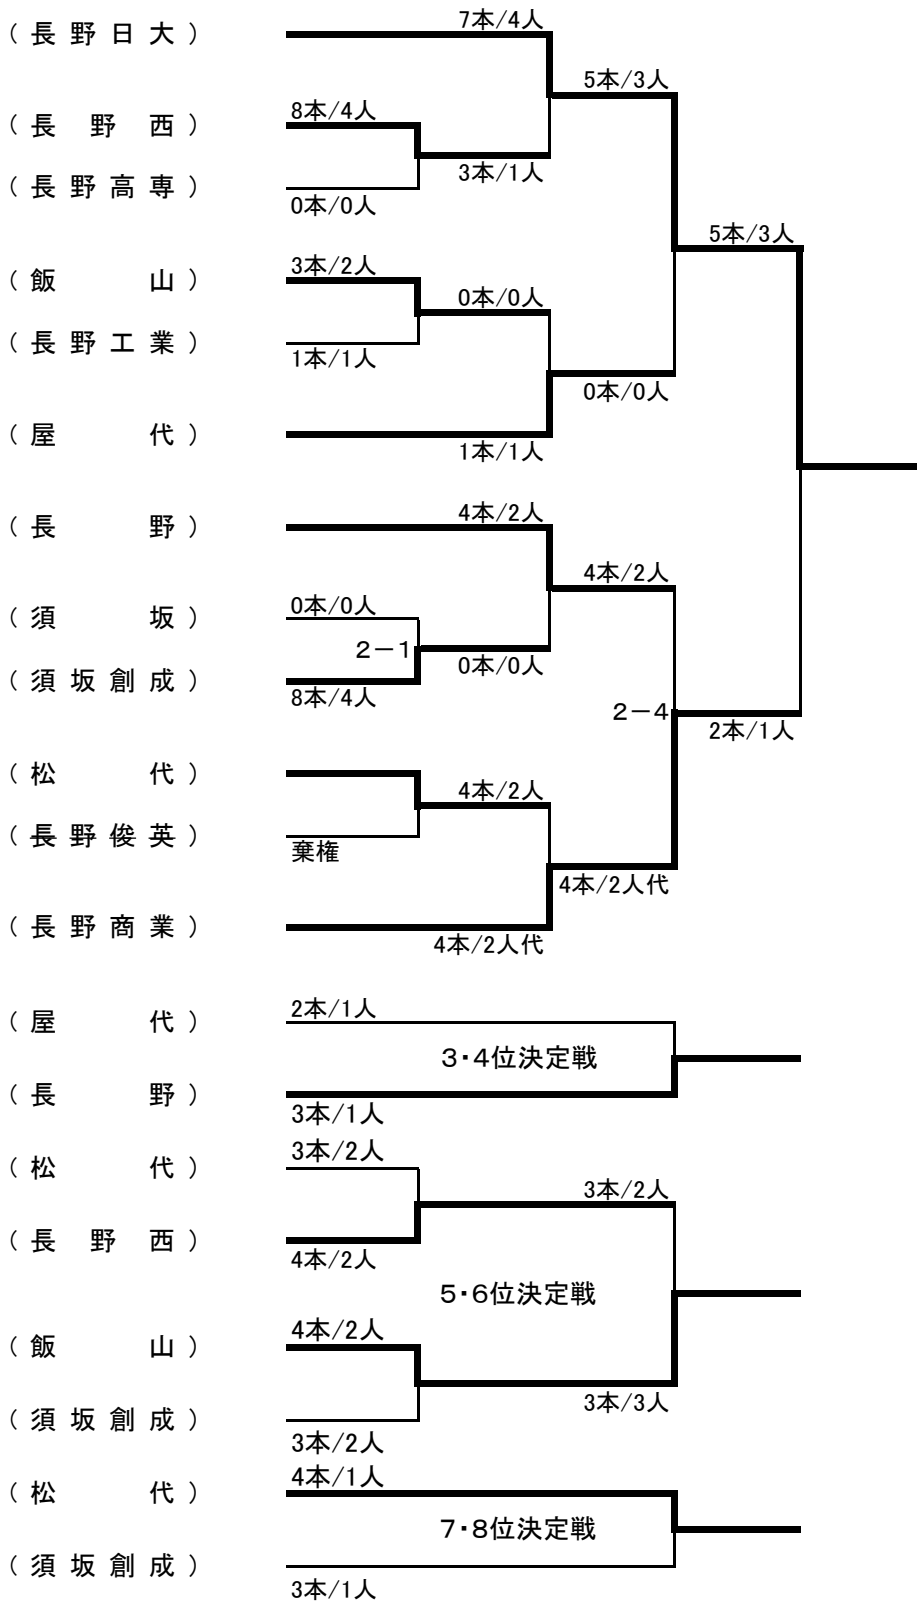 7本/4人
（長野日大）
5本/3人
8本/4人
（長野西）
3本/1人
（長野高専）
0本/0人
5本/3人
3本/2人
（飯山）
0本/0人
（長野工業）
1本/1人
0本/0人
（屋代）
1本/1人
4本/2人
（長野）
4本/2人
0本/0人
（須坂）
2－1
0本/0人
（須坂創成）
8本/4人
2－4
2本/1人
（松代）
4本/2人
（長野俊英）
棄権
4本/2人代
（長野商業）
4本/2人代
2本/1人
（屋代）
3・4位決定戦
（長野）
3本/1人
3本/2人
（松代）
3本/2人
（長野西）
4本/2人
5・6位決定戦
4本/2人
（飯山）
3本/3人
（須坂創成）
3本/2人
4本/1人
（松代）
7・8位決定戦
（須坂創成）
3本/1人